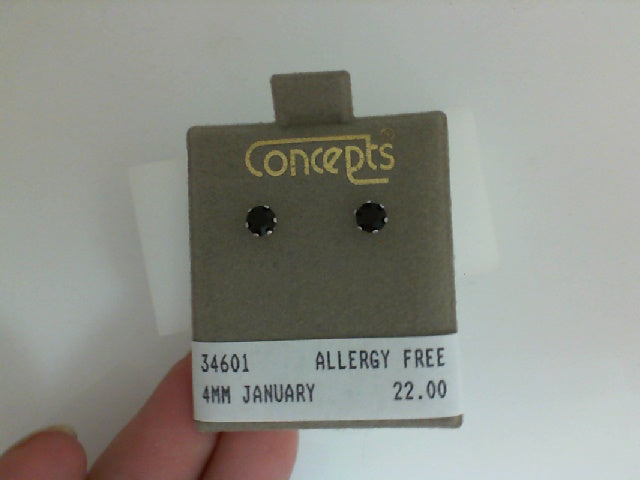 Concepts®
34601 ALLERGY FREE
4MM JANUARY 22.00